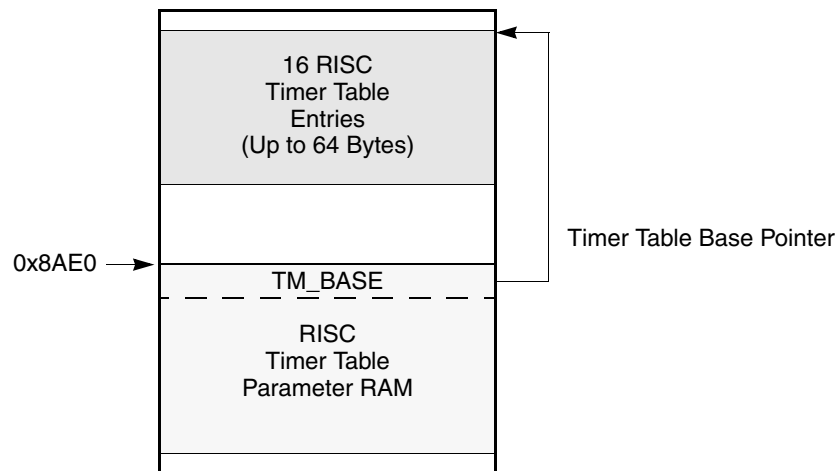 16 RISC
Timer Table
Entries
(Up to 64 Bytes)
Timer Table Base Pointer
0x8AE0
TM_BASE
RISC
Timer Table
Parameter RAM